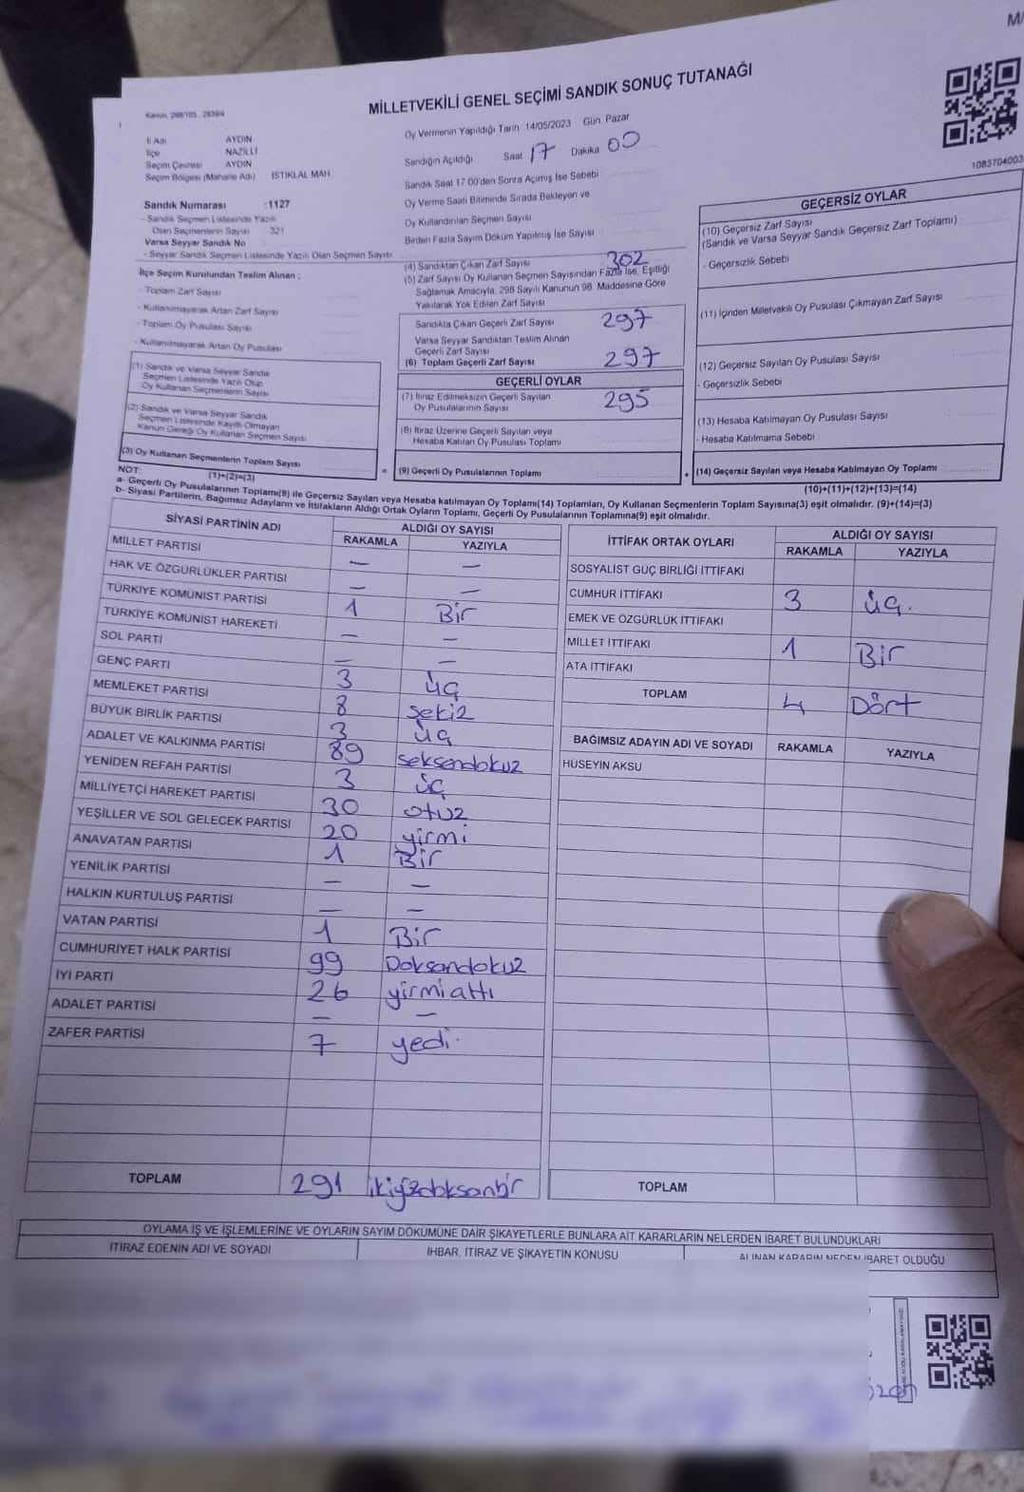 MİLLETVEKİLİ GENEL SEÇİMİ SANDIK SONUÇ TUTANAĞI
İl Adı AYDIN
İlçe NAZİLLİ
Seçim Çevresi AYDIN
Seçim Bölgesi (Mahalle Adı) İSTİKLAL MAH.
Sandık Numarası :1127
- Sandık Seçmen Listesinde Yazılı
Olan Seçmenlerin Sayısı 321
Varsa Seyyar Sandık No
- Seyyar Sandık Seçmen Listesinde Yazılı Olan Seçmen Sayısı
İlçe Seçim Kurulundan Teslim Alınan ;
- Toplam Zarf Sayısı
- Kullanılmayarak Artan Zarf Sayısı
- Toplam Oy Pusulası Sayısı
- Kullanılmayarak Artan Oy Pusulası
(1) Sandık ve Varsa Seyyar Sandık
Seçmen Listesinde Yazılı Olup
Oy Kullanan Seçmenlerin Sayısı
(2) Sandık ve Varsa Seyyar Sandık
Seçmen Listesinde Kayıtlı Olmayan
Kanun Gereği Oy Kullanan Seçmen Sayısı
(3) Oy Kullanan Seçmenlerin Toplam Sayısı
(1)+(2)=(3)
Oy Vermenin Yapıldığı Tarih 14/05/2023 Gün Pazar
Sandığın Açıldığı Saat 17 Dakika 00
Sandık Saat 17.00'den Sonra Açılmış İse Sebebi
Oy Verme Saati Bitiminde Sırada Bekleyen ve
Oy Kullandırılan Seçmen Sayısı
Birden Fazla Sayım Döküm Yapılmış İse Sayısı
(4) Sandıktan Çıkan Zarf Sayısı 302
(5) Zarf Sayısı Oy Kullanan Seçmen Sayısından Fazla İse, Eşitliği
Sağlamak Amacıyla, 298 Sayılı Kanunun 98. Maddesine Göre
Yakılarak Yok Edilen Zarf Sayısı
Sandıkta Çıkan Geçerli Zarf Sayısı 297
Varsa Seyyar Sandıktan Teslim Alınan
Geçerli Zarf Sayısı
(6) Toplam Geçerli Zarf Sayısı 297
GEÇERLİ OYLAR
(7) İtiraz Edilmeksizin Geçerli Sayılan
Oy Pusulalarının Sayısı 295
(8) İtiraz Üzerine Geçerli Sayılan veya
Hesaba Katılan Oy Pusulası Toplamı
= (9) Geçerli Oy Pusulalarının Toplamı
1083704003
GEÇERSİZ OYLAR
(10) Geçersiz Zarf Sayısı
(Sandık ve Varsa Seyyar Sandık Geçersiz Zarf Toplamı)
- Geçersizlik Sebebi
(11) İçinden Milletvekili Oy Pusulası Çıkmayan Zarf Sayısı
(12) Geçersiz Sayılan Oy Pusulası Sayısı
- Geçersizlik Sebebi
(13) Hesaba Katılmayan Oy Pusulası Sayısı
- Hesaba Katılmama Sebebi
+ (14) Geçersiz Sayılan veya Hesaba Katılmayan Oy Toplamı
(10)+(11)+(12)+(13)=(14)
NOT:
a- Geçerli Oy Pusulalarının Toplamı(9) ile Geçersiz Sayılan veya Hesaba katılmayan Oy Toplamı(14) Toplamları, Oy Kullanan Seçmenlerin Toplam Sayısına(3) eşit olmalıdır. (9)+(14)=(3)
b- Siyasi Partilerin, Bağımsız Adayların ve İttifakların Aldığı Ortak Oyların Toplamı, Geçerli Oy Pusulalarının Toplamına(9) eşit olmalıdır.
SİYASİ PARTİNİN ADI ALDIĞI OY SAYISI
RAKAMLA YAZIYLA
MİLLET PARTİSİ — —
HAK VE ÖZGÜRLÜKLER PARTİSİ — —
TÜRKİYE KOMÜNİST PARTİSİ 1 Bir
TÜRKİYE KOMÜNİST HAREKETİ — —
SOL PARTİ — —
GENÇ PARTİ 3 üç
MEMLEKET PARTİSİ 8 sekiz
BÜYÜK BİRLİK PARTİSİ 3 üç
ADALET VE KALKINMA PARTİSİ 89 seksendokuz
YENİDEN REFAH PARTİSİ 3 üç
MİLLİYETÇİ HAREKET PARTİSİ 30 otuz
YEŞİLLER VE SOL GELECEK PARTİSİ 20 yirmi
ANAVATAN PARTİSİ 1 Bir
YENİLİK PARTİSİ — —
HALKIN KURTULUŞ PARTİSİ — —
VATAN PARTİSİ 1 Bir
CUMHURİYET HALK PARTİSİ 99 Doksandokuz
İYİ PARTİ 26 yirmialtı
ADALET PARTİSİ — —
ZAFER PARTİSİ 7 yedi.
TOPLAM 291 ikiyüzdoksanbir
İTTİFAK ORTAK OYLARI ALDIĞI OY SAYISI
RAKAMLA YAZIYLA
SOSYALİST GÜÇ BİRLİĞİ İTTİFAKI
CUMHUR İTTİFAKI 3 üç.
EMEK VE ÖZGÜRLÜK İTTİFAKI
MİLLET İTTİFAKI 1 Bir
ATA İTTİFAKI
TOPLAM 4 Dört
BAĞIMSIZ ADAYIN ADI VE SOYADI RAKAMLA YAZIYLA
HÜSEYİN AKSU
TOPLAM
OYLAMA İŞ VE İŞLEMLERİNE VE OYLARIN SAYIM DÖKÜMÜNE DAİR ŞİKAYETLERLE BUNLARA AİT KARARLARIN NELERDEN İBARET BULUNDUKLARI
İTİRAZ EDENİN ADI VE SOYADI İHBAR, İTİRAZ VE ŞİKAYETİN KONUSU ALINAN KARARIN NEDEN İBARET OLDUĞU